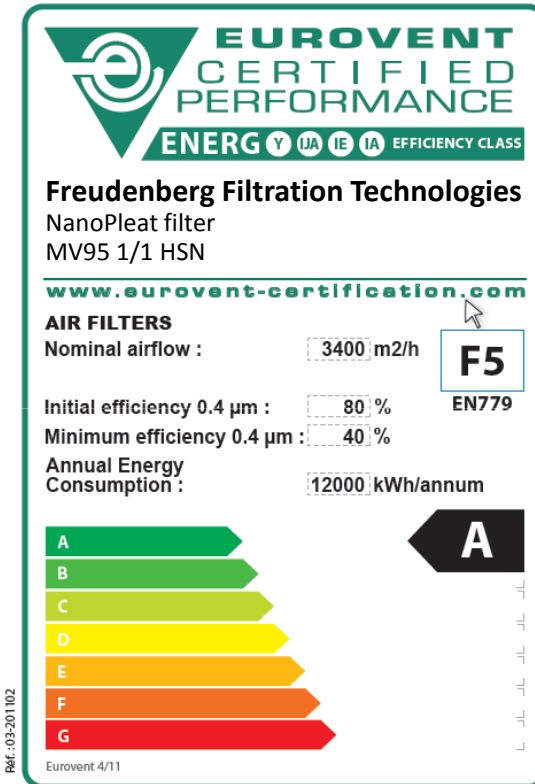 EUROVENT
CERTIFIED
PERFORMANCE
ENERG Y IJA IE IA EFFICIENCY CLASS
Freudenberg Filtration Technologies
NanoPleat filter
MV95 1/1 HSN
www.eurovent-certification.com
AIR FILTERS
Nominal airflow : 3400 m2/h
F5
EN779
Initial efficiency 0.4 µm : 80 %
Minimum efficiency 0.4 µm : 40 %
Annual Energy
Consumption : 12000 kWh/annum
A
A
B
C
D
E
F
G
Eurovent 4/11
Réf. : 03-201102